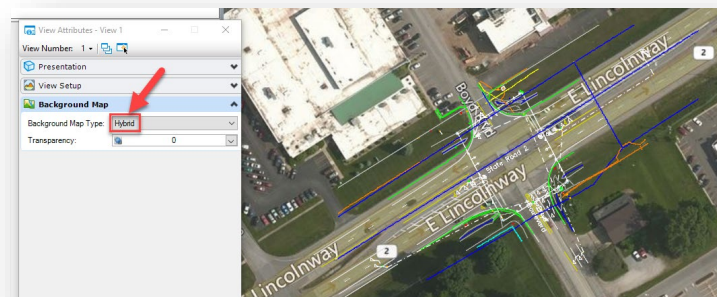 View Attributes - View 1
View Number: 1
Presentation
View Setup
Background Map
Background Map Type: Hybrid
Transparency: 0
E Lincolnway
2
Boyd Blvd
State Road 2
E Lincolnway
2
Lincolnway